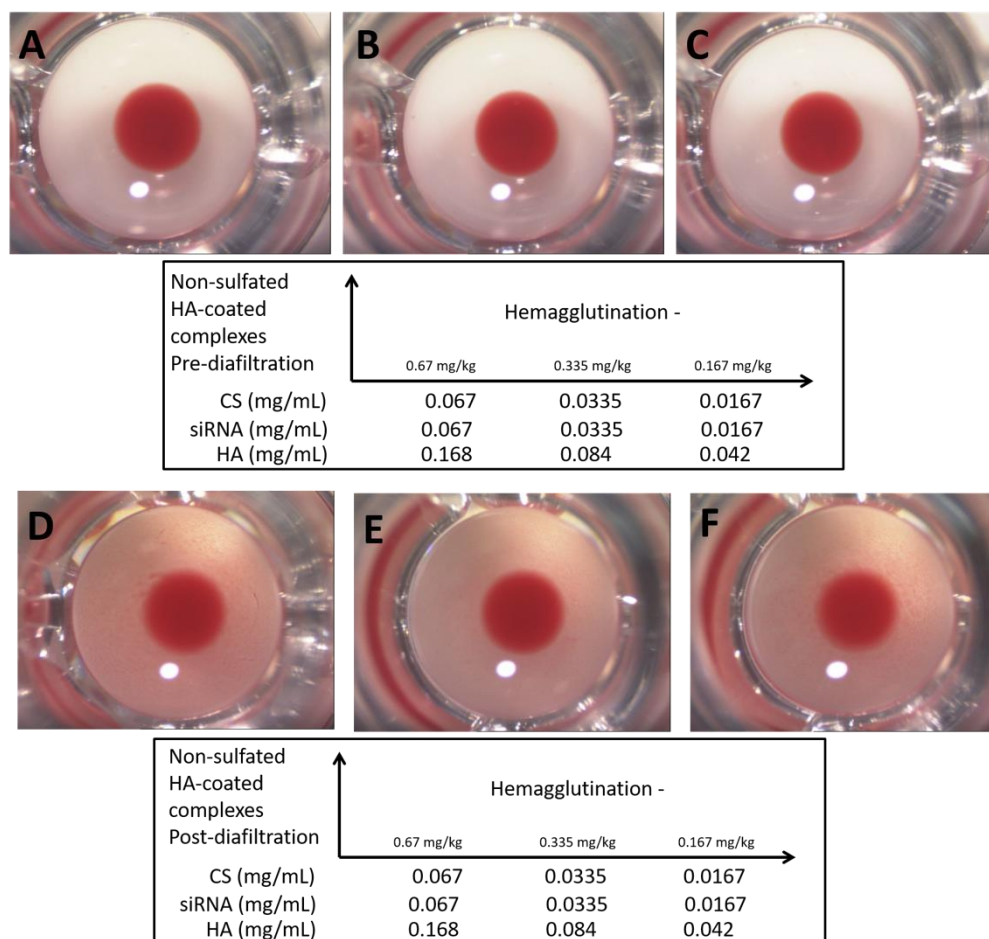 A B C
Non-sulfated
HA-coated
complexes
Pre-diafiltration
Hemagglutination -
0.67 mg/kg 0.335 mg/kg 0.167 mg/kg
CS (mg/mL) 0.067 0.0335 0.0167
siRNA (mg/mL) 0.067 0.0335 0.0167
HA (mg/mL) 0.168 0.084 0.042
D E F
Non-sulfated
HA-coated
complexes
Post-diafiltration
Hemagglutination -
0.67 mg/kg 0.335 mg/kg 0.167 mg/kg
CS (mg/mL) 0.067 0.0335 0.0167
siRNA (mg/mL) 0.067 0.0335 0.0167
HA (mg/mL) 0.168 0.084 0.042